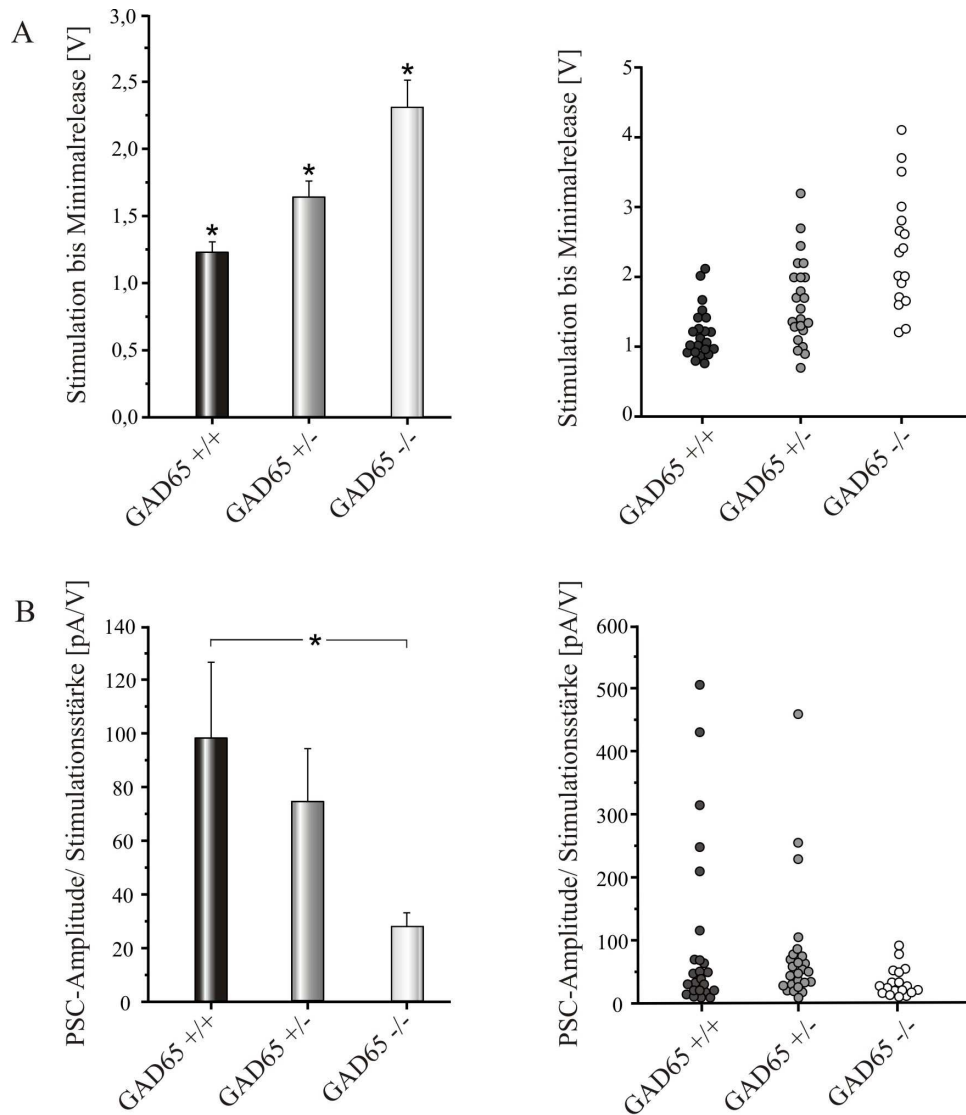 A
Stimulation bis Minimalrelease [V]
3,0
2,5
2,0
1,5
1,0
0,5
0,0
*
*
*
GAD65 +/+
GAD65 +/-
GAD65 -/-
Stimulation bis Minimalrelease [V]
5
4
3
2
1
0
GAD65 +/+
GAD65 +/-
GAD65 -/-
B
PSC-Amplitude/ Stimulationsstärke [pA/V]
140
120
100
80
60
40
20
0
*
GAD65 +/+
GAD65 +/-
GAD65 -/-
PSC-Amplitude/ Stimulationsstärke [pA/V]
600
500
400
300
200
100
0
GAD65 +/+
GAD65 +/-
GAD65 -/-